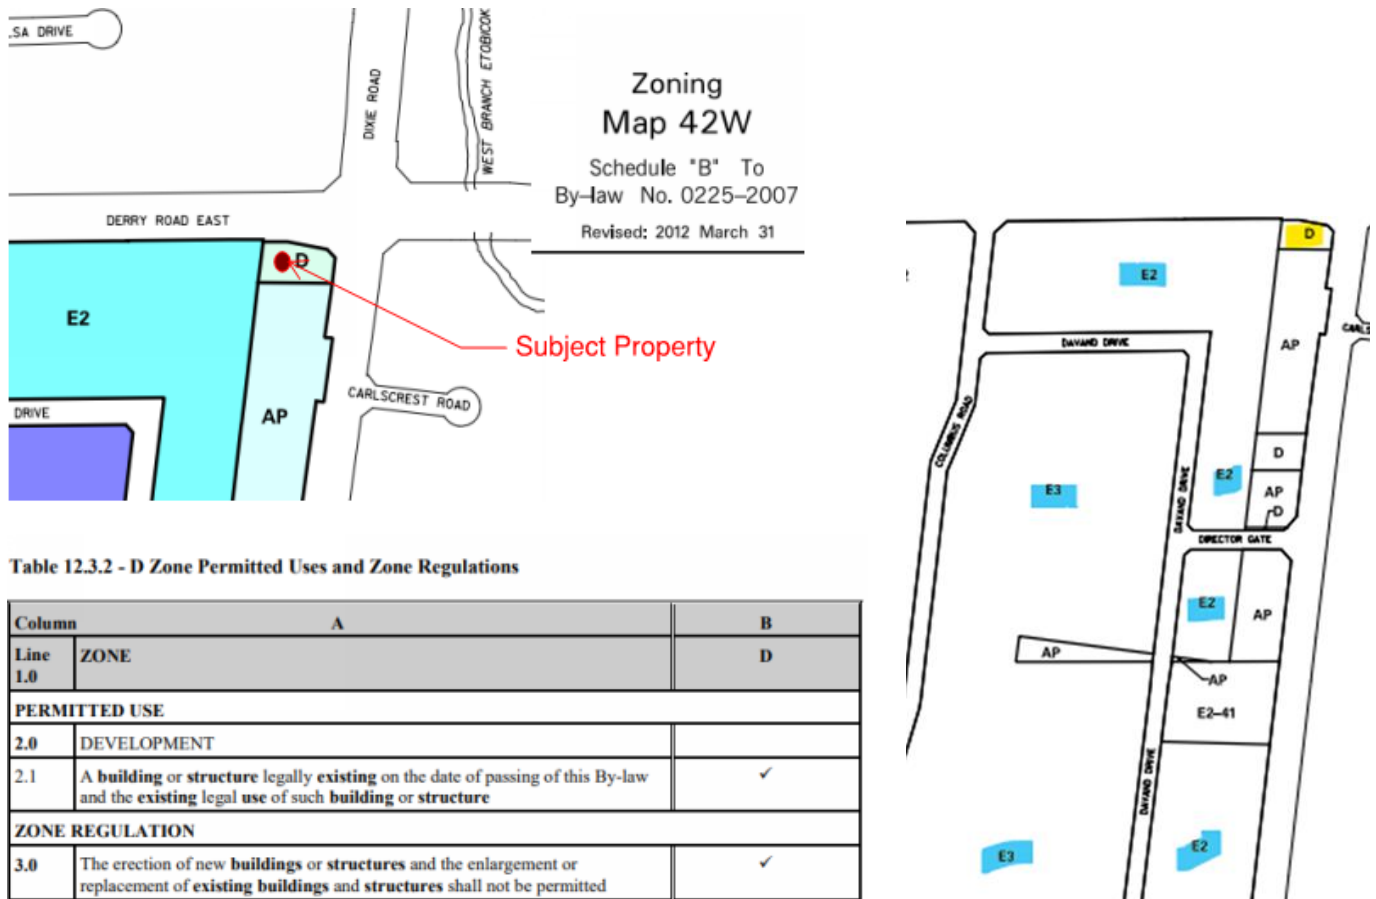 LSA DRIVE
DIXIE ROAD
WEST BRANCH ETOBICOK
DERRY ROAD EAST
D
E2
Subject Property
CARLSCREST ROAD
DRIVE
AP
Zoning
Map 42W
Schedule "B" To
By-law No. 0225-2007
Revised: 2012 March 31
D
E2
CARLS
DAVAND DRIVE
AP
COLUMBUS ROAD
D
E2
E3
DAVAND DRIVE
AP
D
DIRECTOR GATE
E2
AP
AP
AP
E2-41
DAVAND DRIVE
E3
E2
Table 12.3.2 - D Zone Permitted Uses and Zone Regulations
Column A B
Line 1.0 ZONE D
PERMITTED USE
2.0 DEVELOPMENT
2.1 A building or structure legally existing on the date of passing of this By-law ✓
and the existing legal use of such building or structure
ZONE REGULATION
3.0 The erection of new buildings or structures and the enlargement or ✓
replacement of existing buildings and structures shall not be permitted